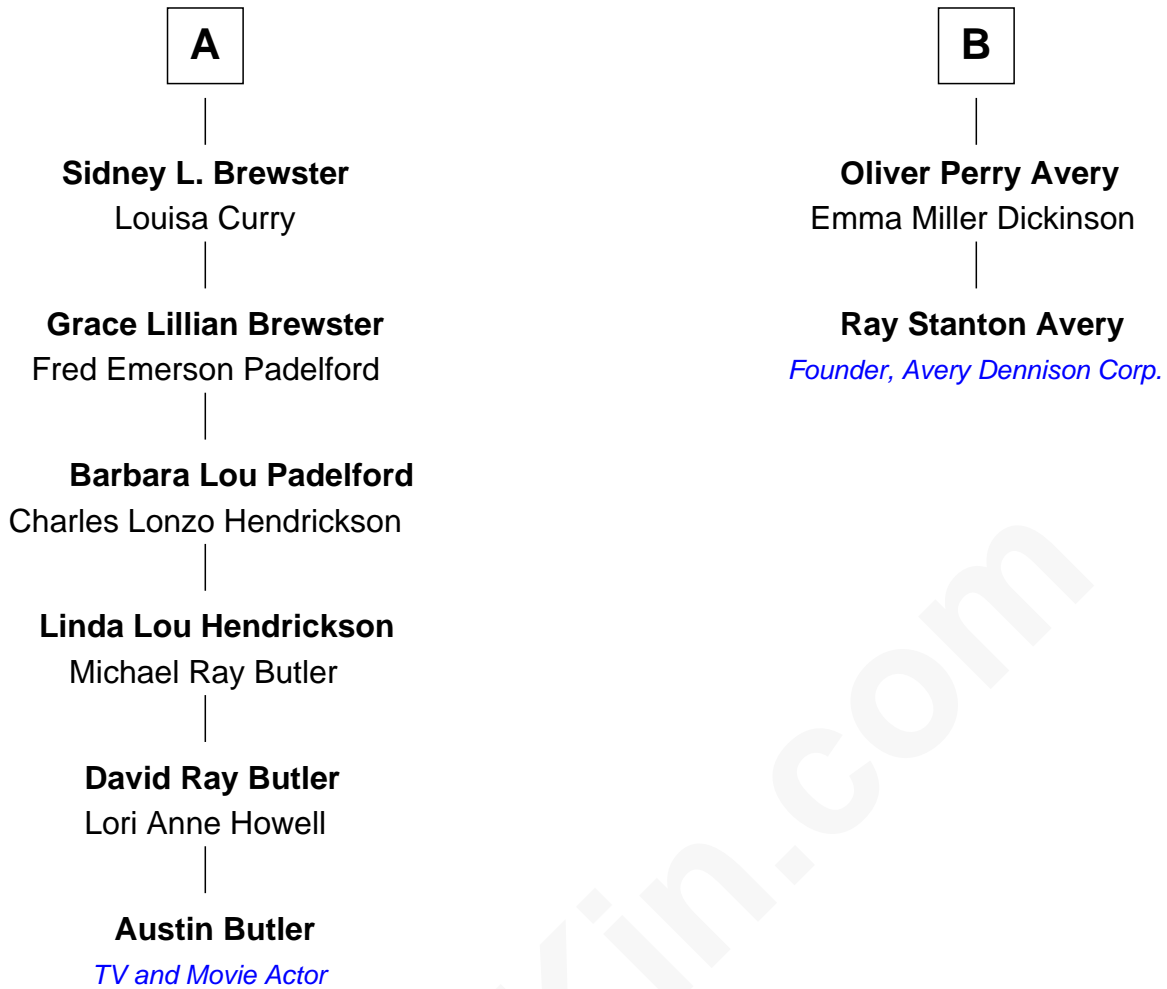 A
Sidney L. Brewster
Louisa Curry
Grace Lillian Brewster
Fred Emerson Padelford
Barbara Lou Padelford
Charles Lonzo Hendrickson
Linda Lou Hendrickson
Michael Ray Butler
David Ray Butler
Lori Anne Howell
Austin Butler
TV and Movie Actor
B
Oliver Perry Avery
Emma Miller Dickinson
Ray Stanton Avery
Founder, Avery Dennison Corp.
Kin.com